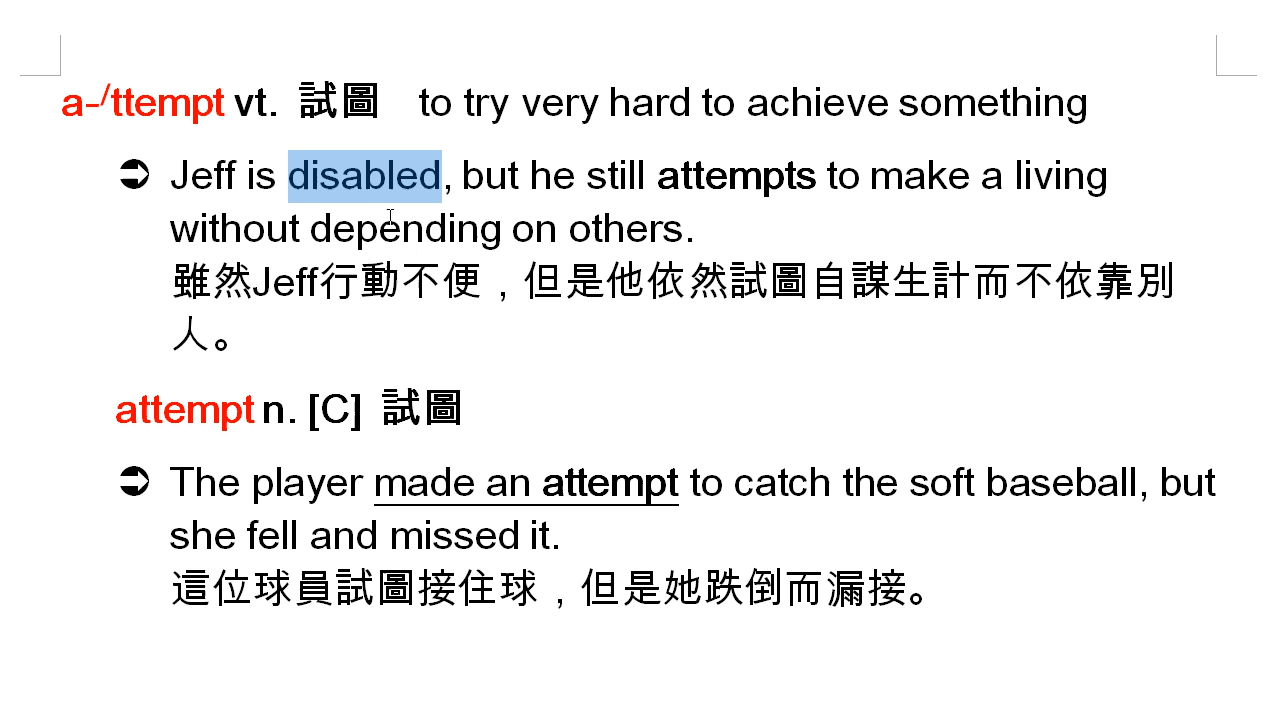 a-/ttempt vt. 試圖 to try very hard to achieve something
➲ Jeff is disabled, but he still attempts to make a living
without depending on others.
雖然Jeff行動不便，但是他依然試圖自謀生計而不依靠別
人。
attempt n. [C] 試圖
➲ The player made an attempt to catch the soft baseball, but
she fell and missed it.
這位球員試圖接住球，但是她跌倒而漏接。